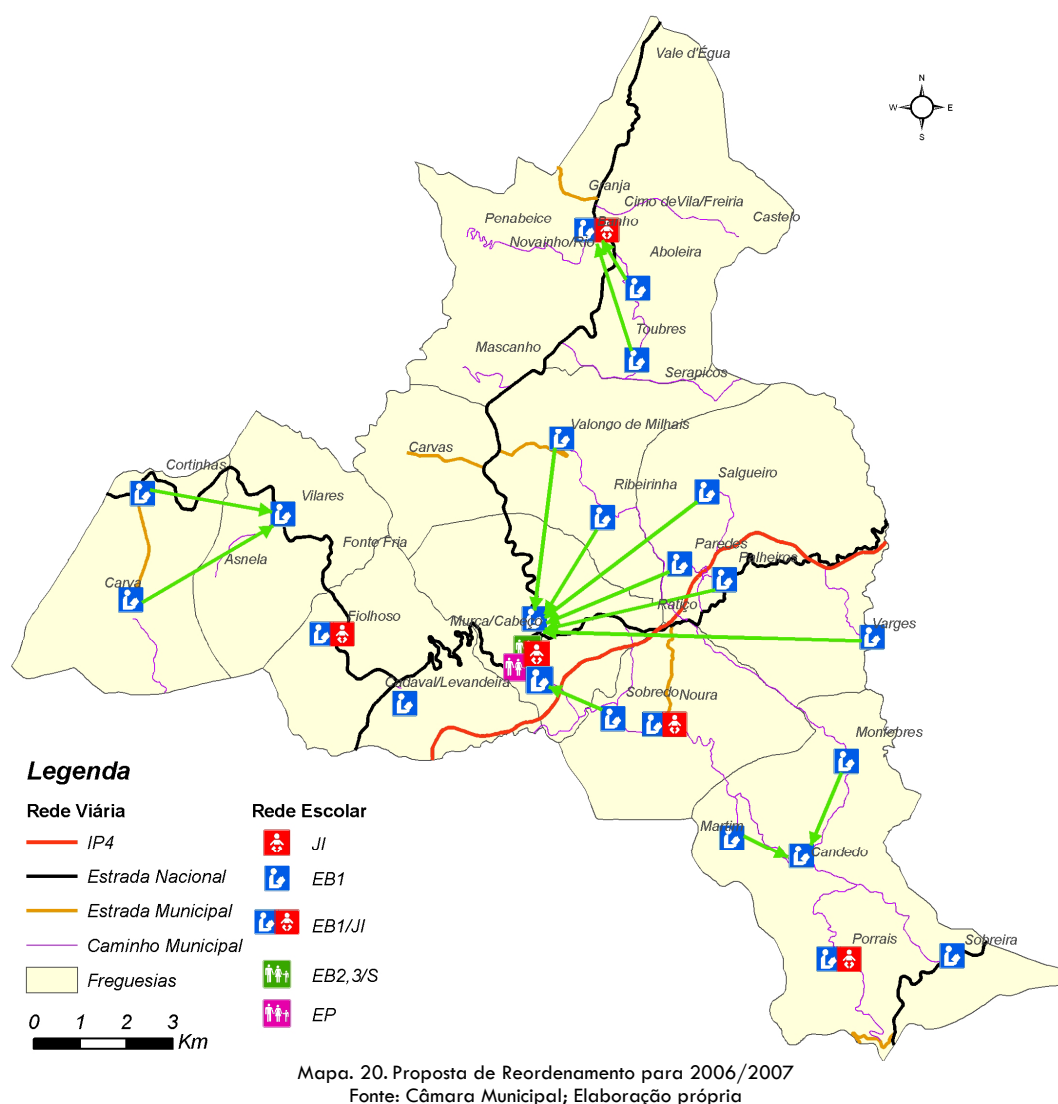 Vale d'Égua
N
W
E
S
Granja
Cimo deVila/Freiria
Penabeice
Castelo
Novainho/Rio
Aboleira
Toubres
Mascanho
Serapicos
Valongo de Milhais
Carvas
Cortinhas
Salgueiro
Vilares
Ribeirinha
Fonte Fria
Paredes
Asnela
Palheiros
Carva
Ratiço
Fiolhoso
Murça/Cabeço
Varges
Cadaval/Levandeira
Sobredo
Noura
Monfebres
Martim
Candedo
Porrais
Sobreira
Legenda
Rede Viária
IP4
Estrada Nacional
Estrada Municipal
Caminho Municipal
Freguesias
0 1 2 3
Km
Rede Escolar
JI
EB1
EB1/JI
EB2,3/S
EP
Mapa. 20. Proposta de Reordenamento para 2006/2007
Fonte: Câmara Municipal; Elaboração própria